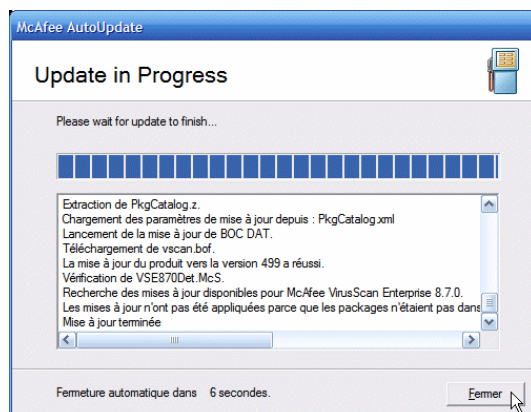 McAfee AutoUpdate
Update in Progress
Please wait for update to finish...
Extraction de PkgCatalog.z.
Chargement des paramètres de mise à jour depuis : PkgCatalog.xml
Lancement de la mise à jour de BOC DAT.
Téléchargement de vscan.bof.
La mise à jour du produit vers la version 499 a réussi.
Vérification de VSE870Det.McS.
Recherche des mises à jour disponibles pour McAfee VirusScan Enterprise 8.7.0.
Les mises à jour n'ont pas été appliquées parce que les packages n'étaient pas dans
Mise à jour terminée
Fermeture automatique dans 6 secondes.
Fermer